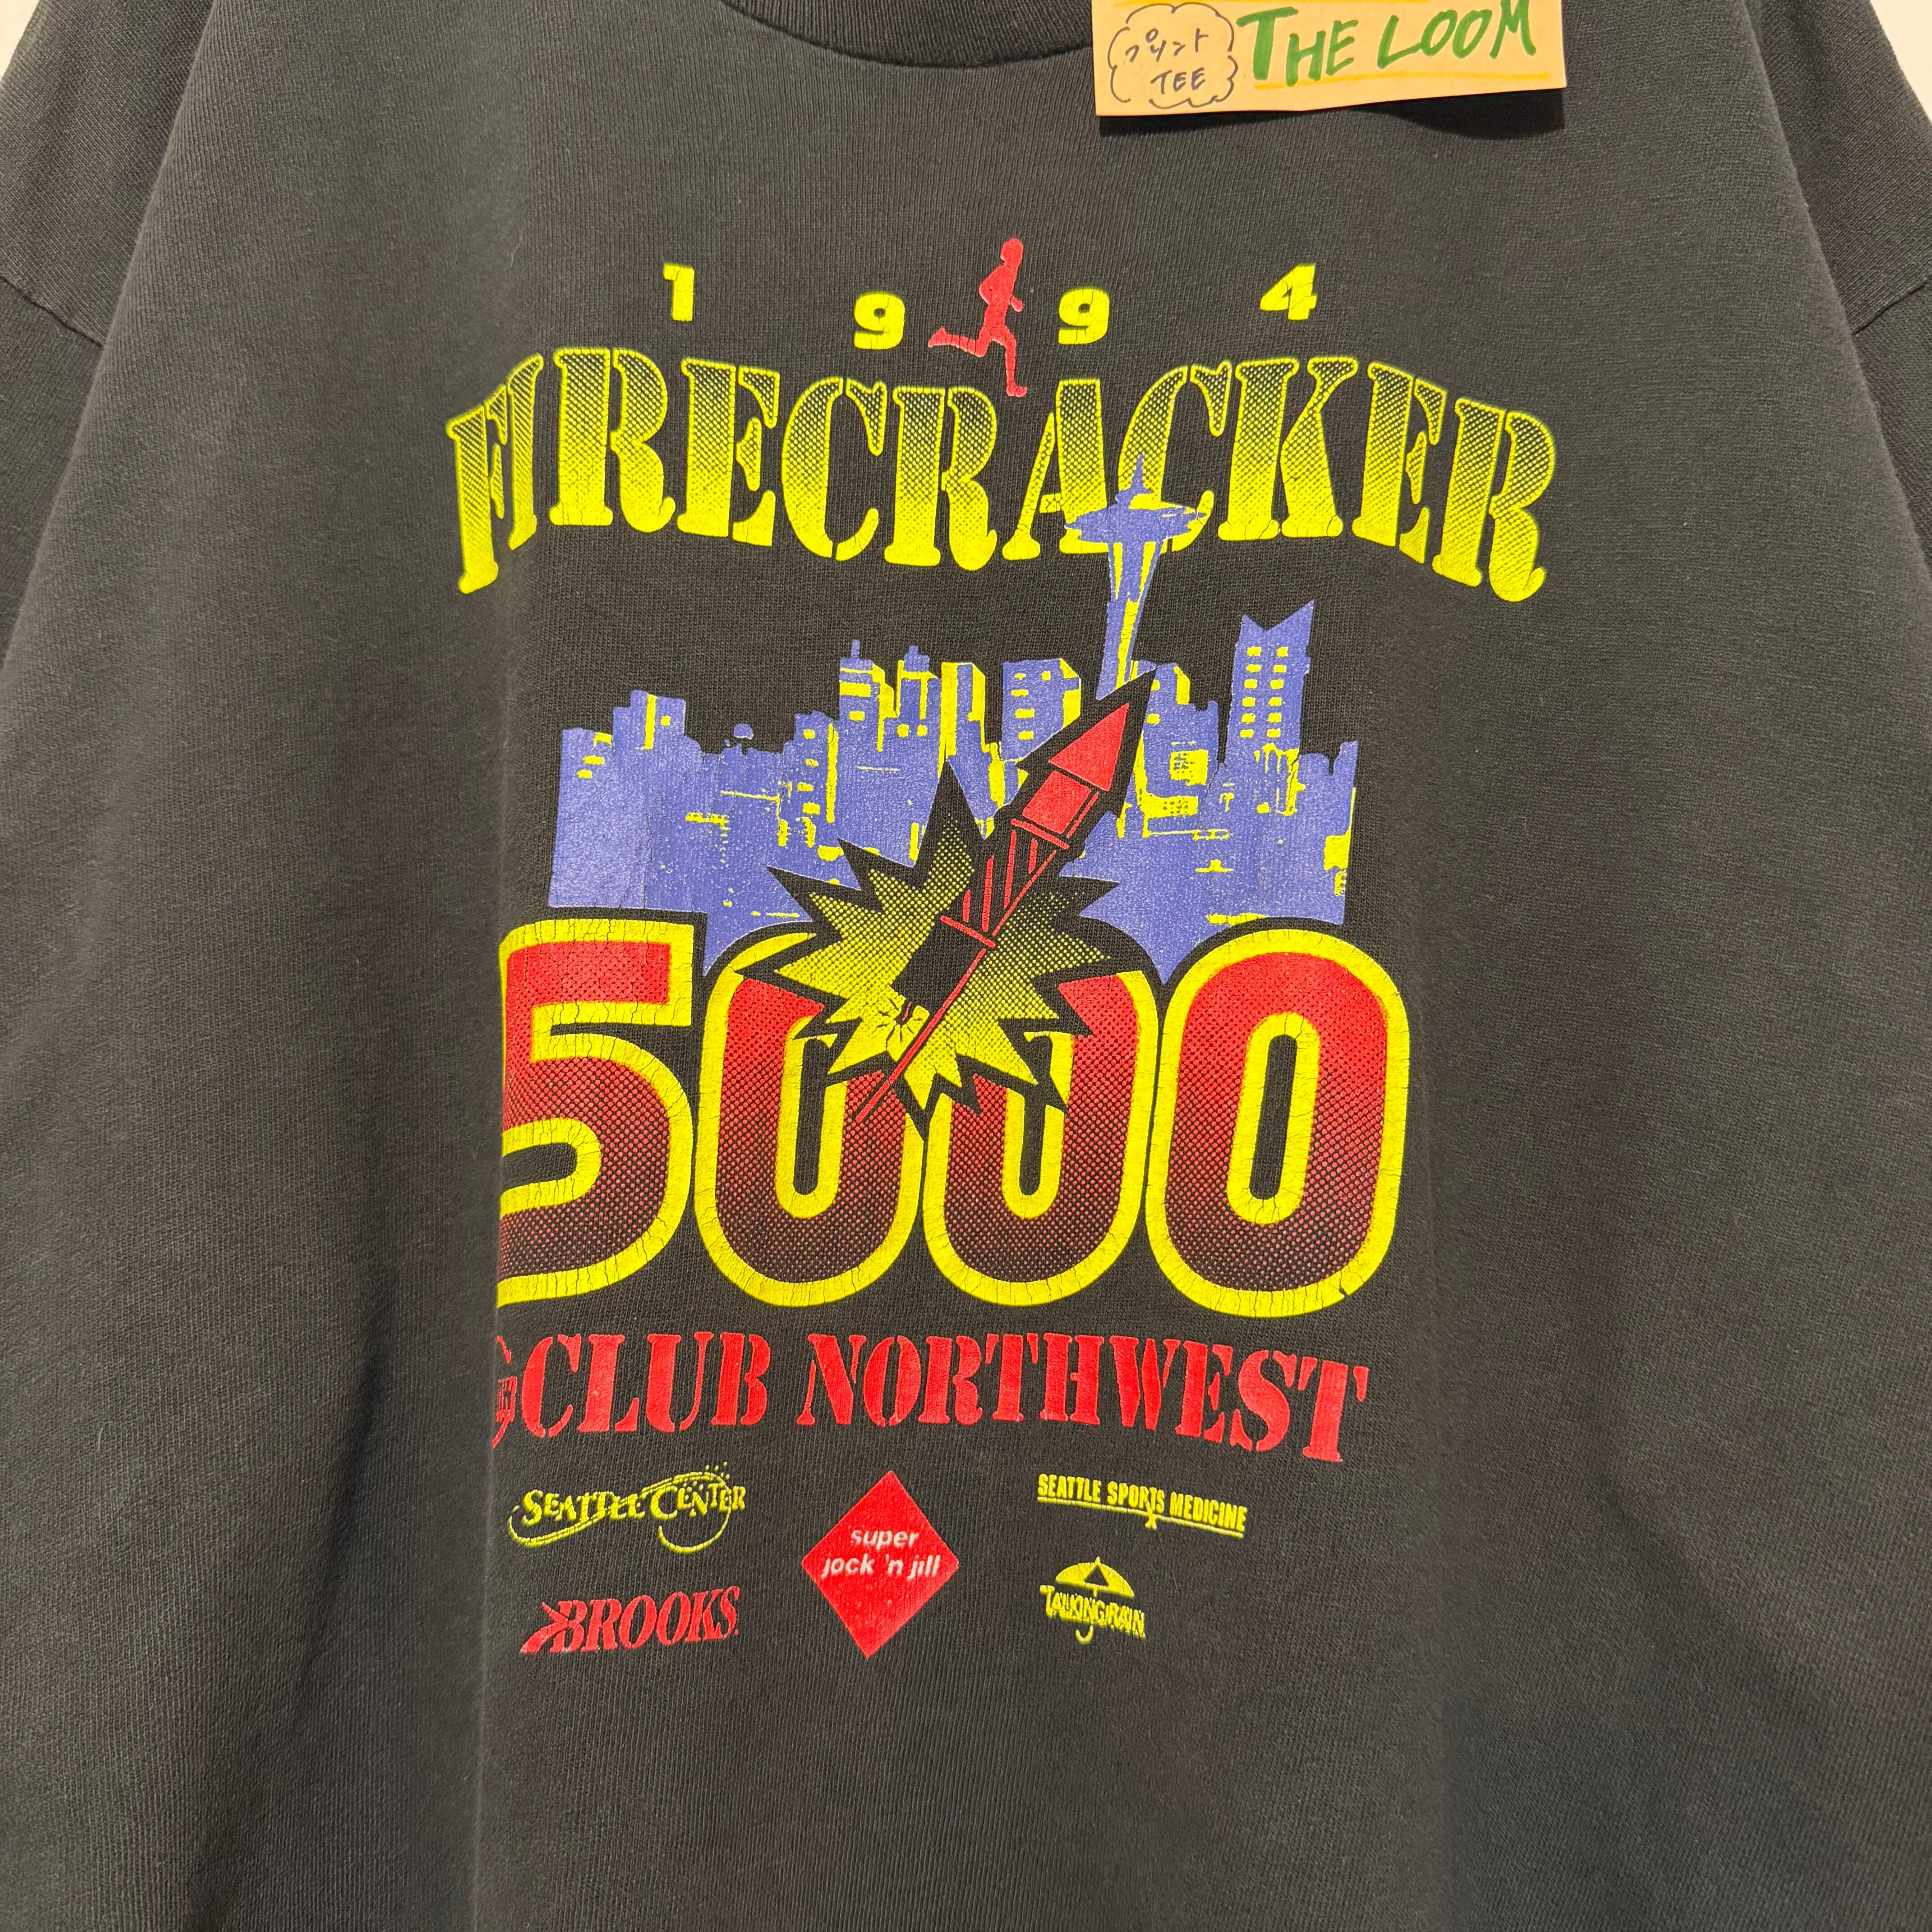 プリント
TEE
THE LOOM
1994
FIRECRACKER
5000
CLUB NORTHWEST
SEATTLE CENTER
super
jock 'n jill
SEATTLE SPORTS MEDICINE
BROOKS
TALKING RAIN